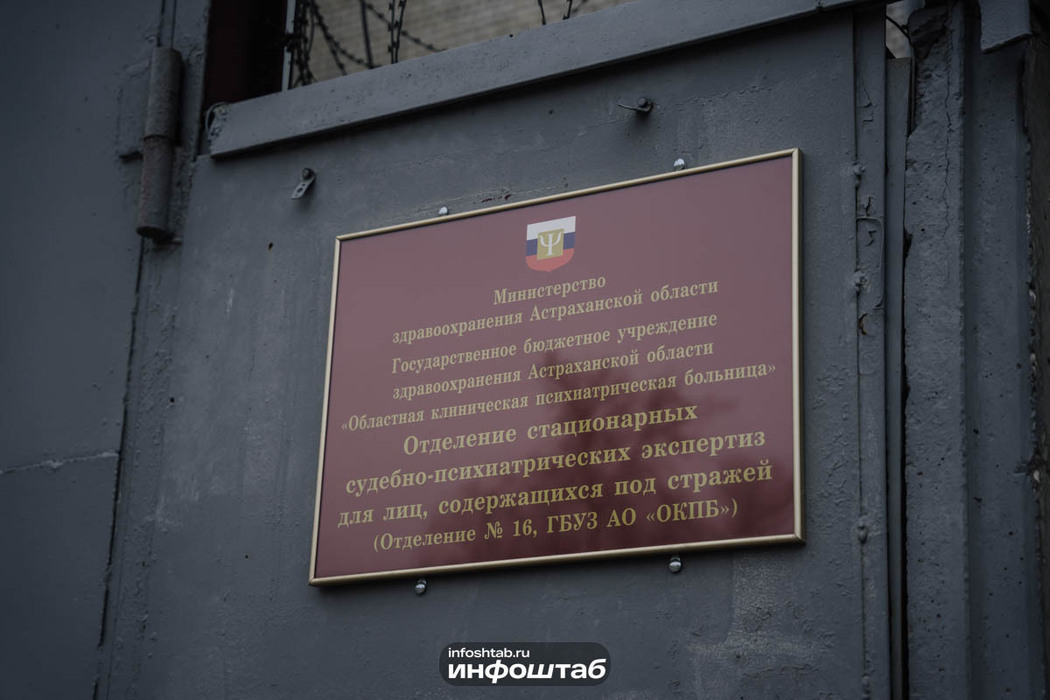 Ψ
Министерство
здравоохранения Астраханской области
Государственное бюджетное учреждение
здравоохранения Астраханской области
«Областная клиническая психиатрическая больница»
Отделение стационарных
судебно-психиатрических экспертиз
для лиц, содержащихся под стражей
(Отделение № 16, ГБУЗ АО «ОКПБ»)
infoshtab.ru
инфоштаб